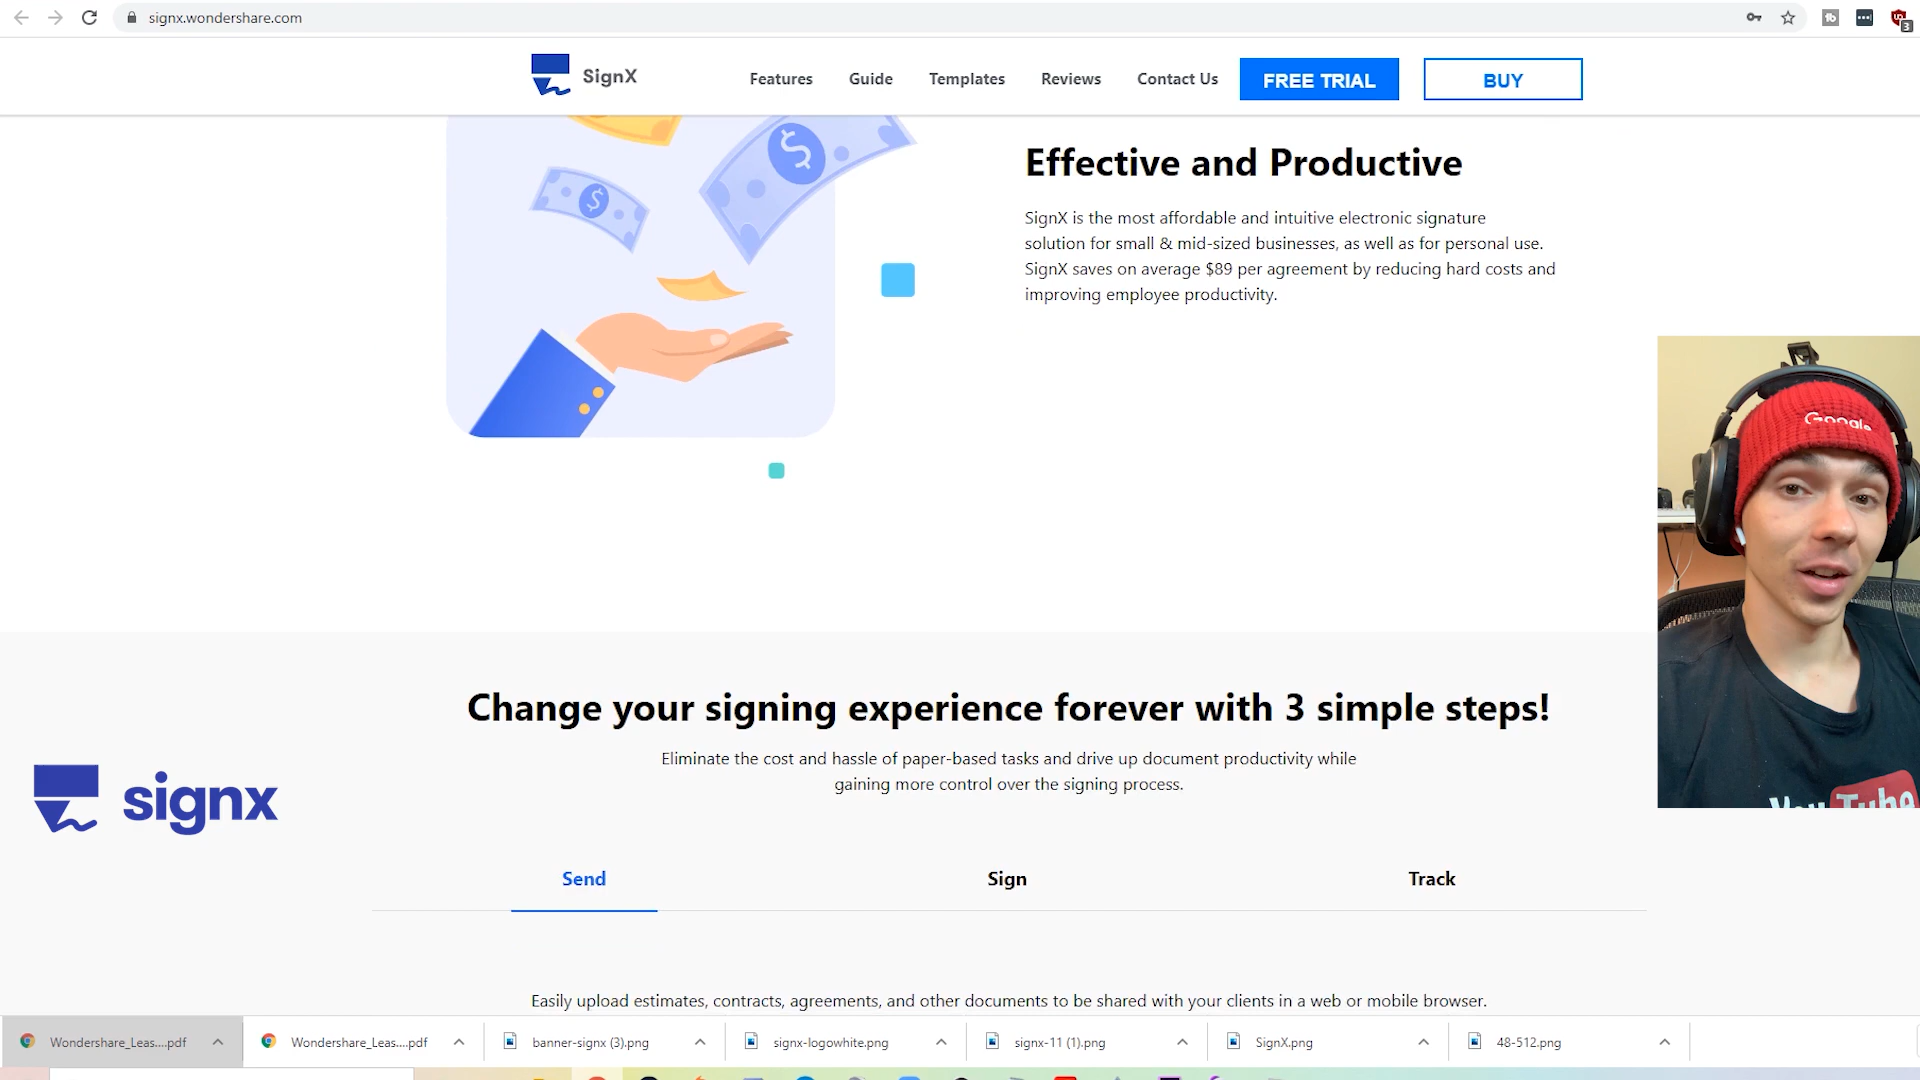 signx.wondershare.com
3
SignX
Features
Guide
Templates
Reviews
Contact Us
FREE TRIAL
BUY
Effective and Productive
SignX is the most affordable and intuitive electronic signature
solution for small & mid-sized businesses, as well as for personal use.
SignX saves on average $89 per agreement by reducing hard costs and
improving employee productivity.
$
$
Google
YouTube
Change your signing experience forever with 3 simple steps!
Eliminate the cost and hassle of paper-based tasks and drive up document productivity while
gaining more control over the signing process.
signx
Send
Sign
Track
Easily upload estimates, contracts, agreements, and other documents to be shared with your clients in a web or mobile browser.
Wondershare_Leas....pdf
Wondershare_Leas....pdf
banner-signx (3).png
signx-logowhite.png
signx-11 (1).png
SignX.png
48-512.png